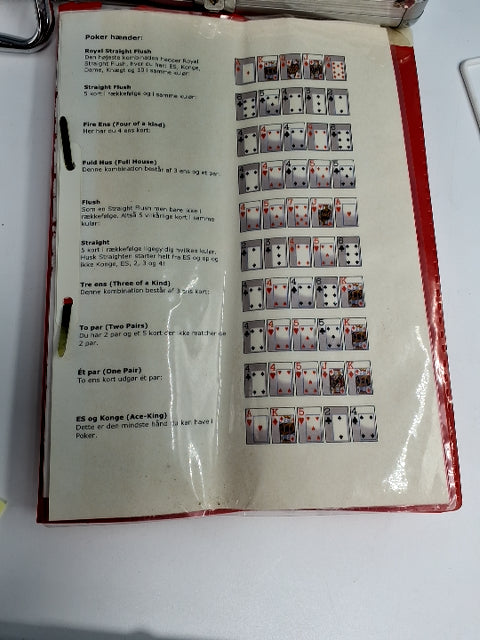 Poker hænder:
Royal Straight Flush
Den højeste kombination hedder Royal
Straight Flush, hvor du har: ES, Konge,
Dame, Knægt og 10 i samme kulør:
Straight Flush
5 kort i rækkefølge og i samme kulør:
Fire Ens (Four of a kind)
Her har du 4 ens kort:
Fuld Hus (Full House)
Denne kombination består af 3 ens og et par:
Flush
Som en Straight Flush men bare ikke i
rækkefølge. Altså 5 vilkårlige kort i samme
kulør:
Straight
5 kort i rækkefølge ligegyldig hvilken kulør.
Husk Straighten starter helt fra ES og op og
ikke Konge, ES, 2, 3 og 4!
Tre ens (Three of a Kind)
Denne kombination består af 3 ens kort:
To par (Two Pairs)
Du har 2 par og et 5 kort der ikke matcher de
2 par.
Ét par (One Pair)
To ens kort udgør et par:
ES og Konge (Ace-King)
Dette er den mindste hånd du kan have i
Poker.